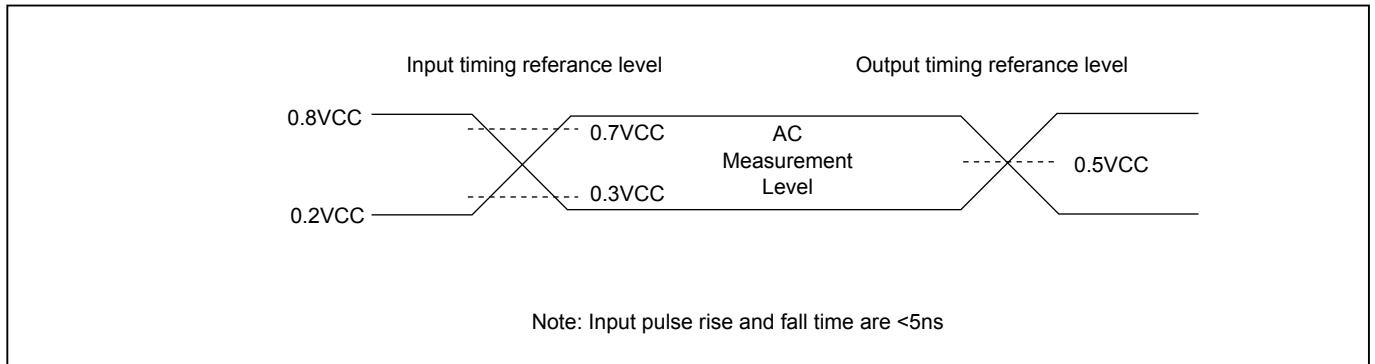 Input timing referance level
Output timing referance level
0.8VCC
0.7VCC
AC
Measurement
Level
0.5VCC
0.3VCC
0.2VCC
Note: Input pulse rise and fall time are <5ns